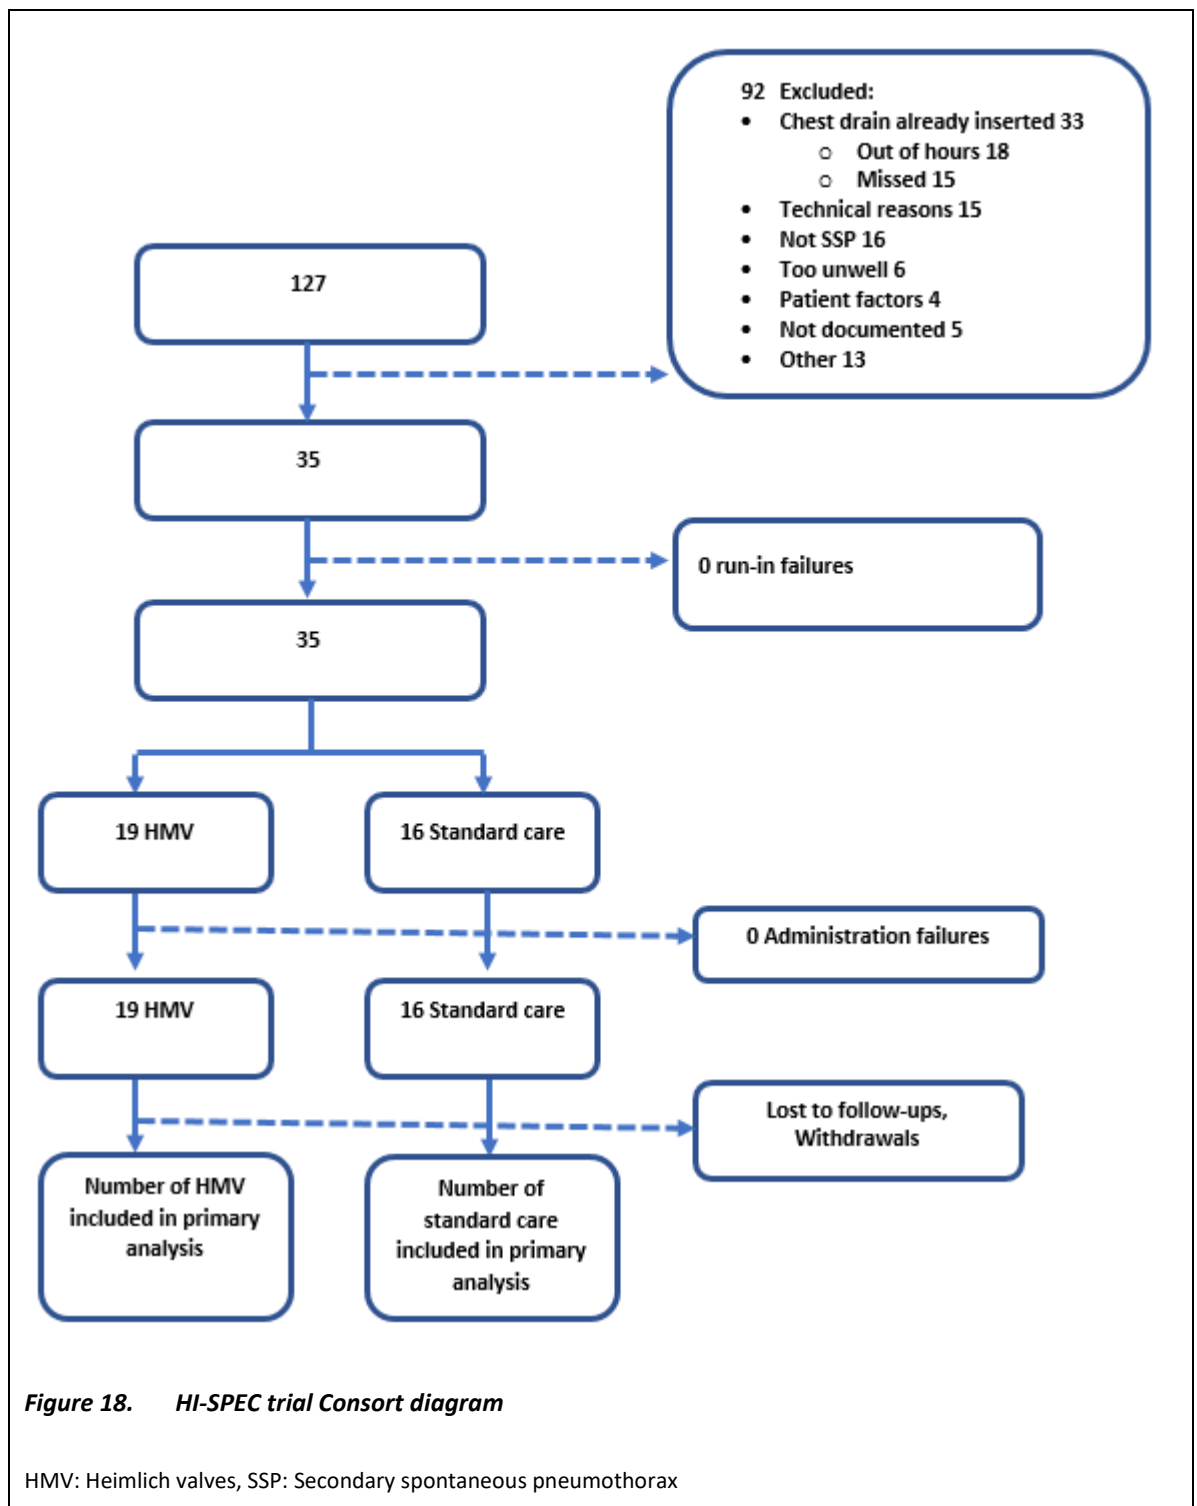 92 Excluded:
• Chest drain already inserted 33
o Out of hours 18
o Missed 15
• Technical reasons 15
• Not SSP 16
• Too unwell 6
• Patient factors 4
• Not documented 5
• Other 13
127
35
0 run-in failures
35
19 HMV
16 Standard care
0 Administration failures
19 HMV
16 Standard care
Lost to follow-ups,
Withdrawals
Number of HMV
included in primary
analysis
Number of
standard care
included in primary
analysis
Figure 18. HI-SPEC trial Consort diagram
HMV: Heimlich valves, SSP: Secondary spontaneous pneumothorax